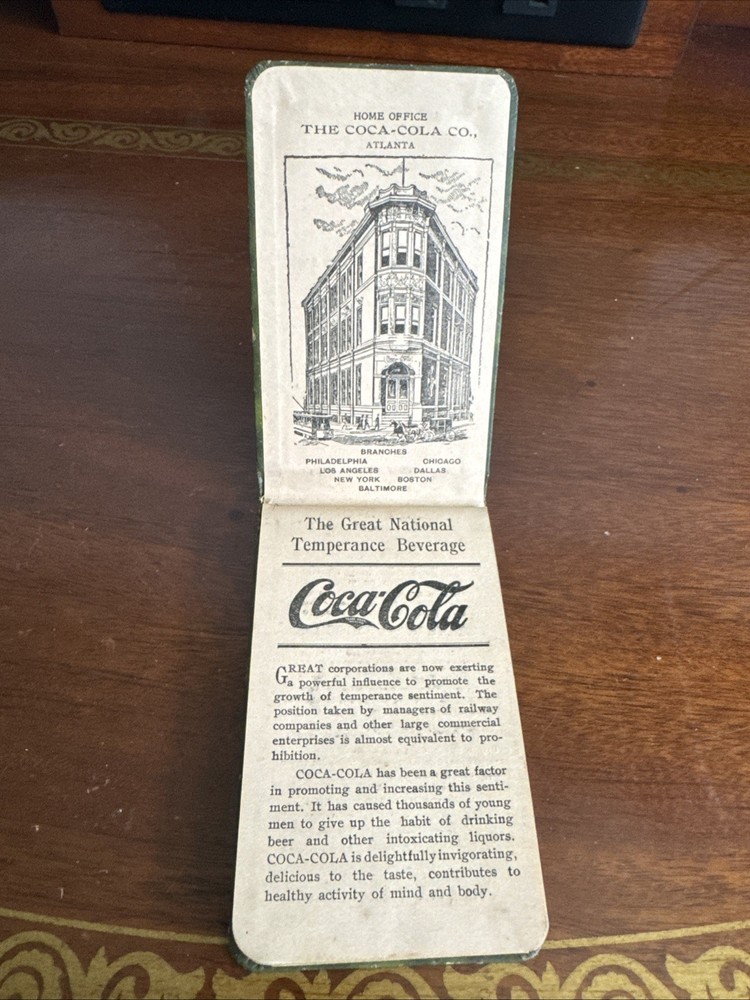 HOME OFFICE
THE COCA-COLA CO.,
ATLANTA
BRANCHES
PHILADELPHIA CHICAGO
LOS ANGELES DALLAS
NEW YORK BOSTON
BALTIMORE
The Great National
Temperance Beverage
Coca-Cola
GREAT corporations are now exerting
a powerful influence to promote the
growth of temperance sentiment. The
position taken by managers of railway
companies and other large commercial
enterprises is almost equivalent to pro-
hibition.
COCA-COLA has been a great factor
in promoting and increasing this senti-
ment. It has caused thousands of young
men to give up the habit of drinking
beer and other intoxicating liquors.
COCA-COLA is delightfully invigorating,
delicious to the taste, contributes to
healthy activity of mind and body.